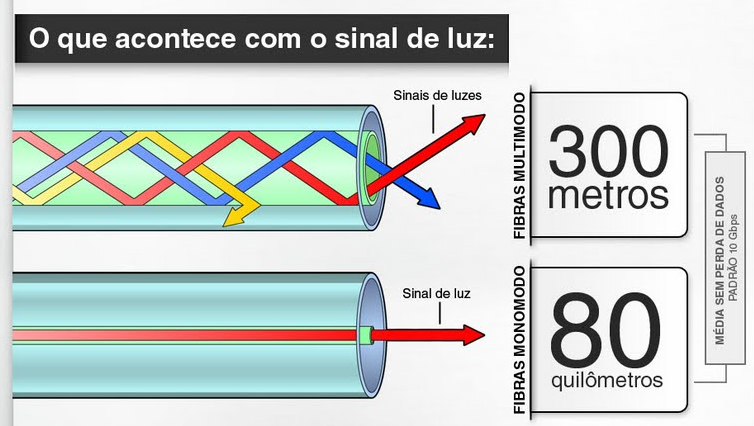 O que acontece com o sinal de luz:
Sinais de luzes
FIBRAS MULTIMODO
300
metros
Sinal de luz
FIBRAS MONOMODO
80
quilômetros
MÉDIA SEM PERDA DE DADOS
PADRÃO 10 Gbps